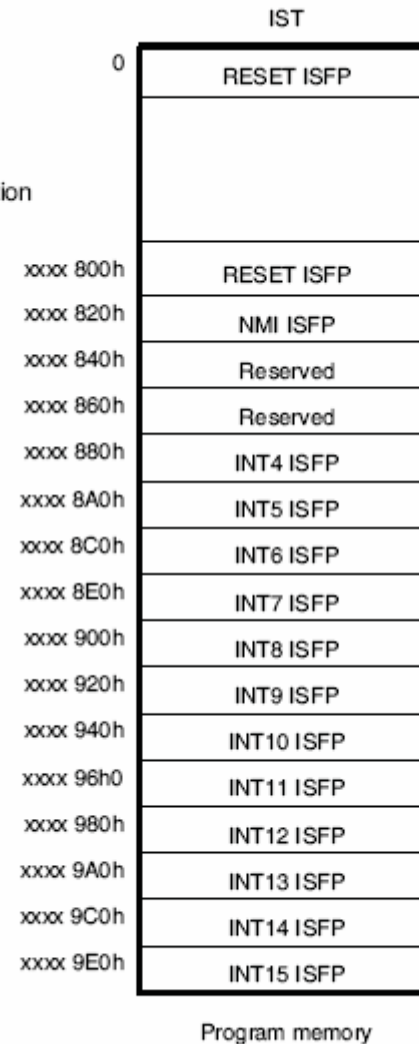 IST
0 RESET ISFP
ion
xxxx 800h RESET ISFP
xxxx 820h NMI ISFP
xxxx 840h Reserved
xxxx 860h Reserved
xxxx 880h INT4 ISFP
xxxx 8A0h INT5 ISFP
xxxx 8C0h INT6 ISFP
xxxx 8E0h INT7 ISFP
xxxx 900h INT8 ISFP
xxxx 920h INT9 ISFP
xxxx 940h INT10 ISFP
xxxx 96h0 INT11 ISFP
xxxx 980h INT12 ISFP
xxxx 9A0h INT13 ISFP
xxxx 9C0h INT14 ISFP
xxxx 9E0h INT15 ISFP
Program memory